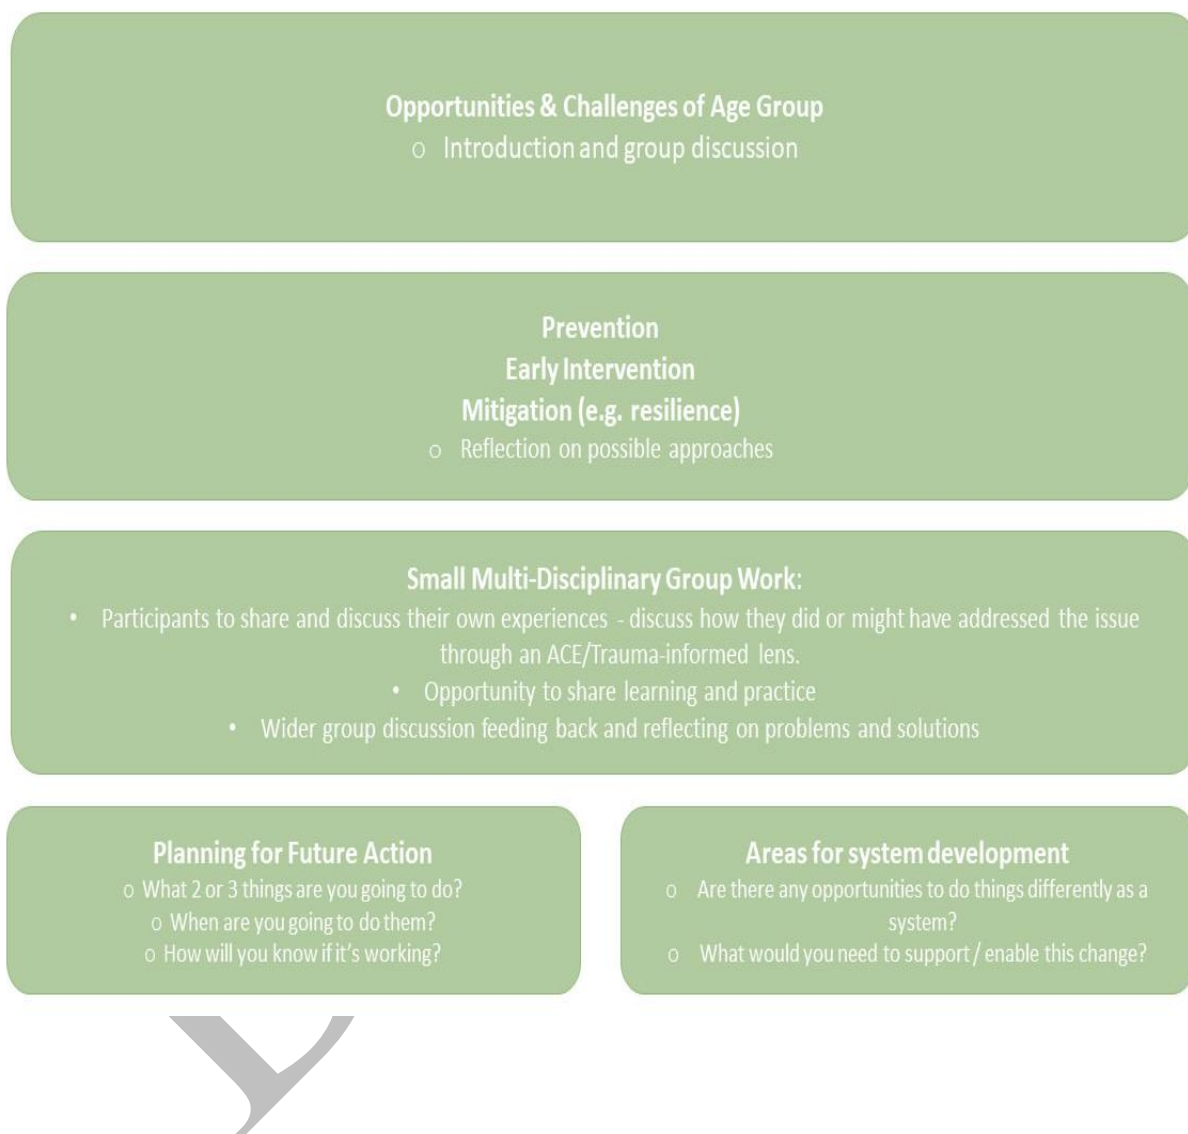 Opportunities & Challenges of Age Group
o Introduction and group discussion
Prevention
Early Intervention
Mitigation (e.g. resilience)
o Reflection on possible approaches
Small Multi-Disciplinary Group Work:
• Participants to share and discuss their own experiences - discuss how they did or might have addressed the issue
through an ACE/Trauma-informed lens.
• Opportunity to share learning and practice
• Wider group discussion feeding back and reflecting on problems and solutions
Planning for Future Action
o What 2 or 3 things are you going to do?
o When are you going to do them?
o How will you know if it's working?
Areas for system development
o Are there any opportunities to do things differently as a
system?
o What would you need to support / enable this change?